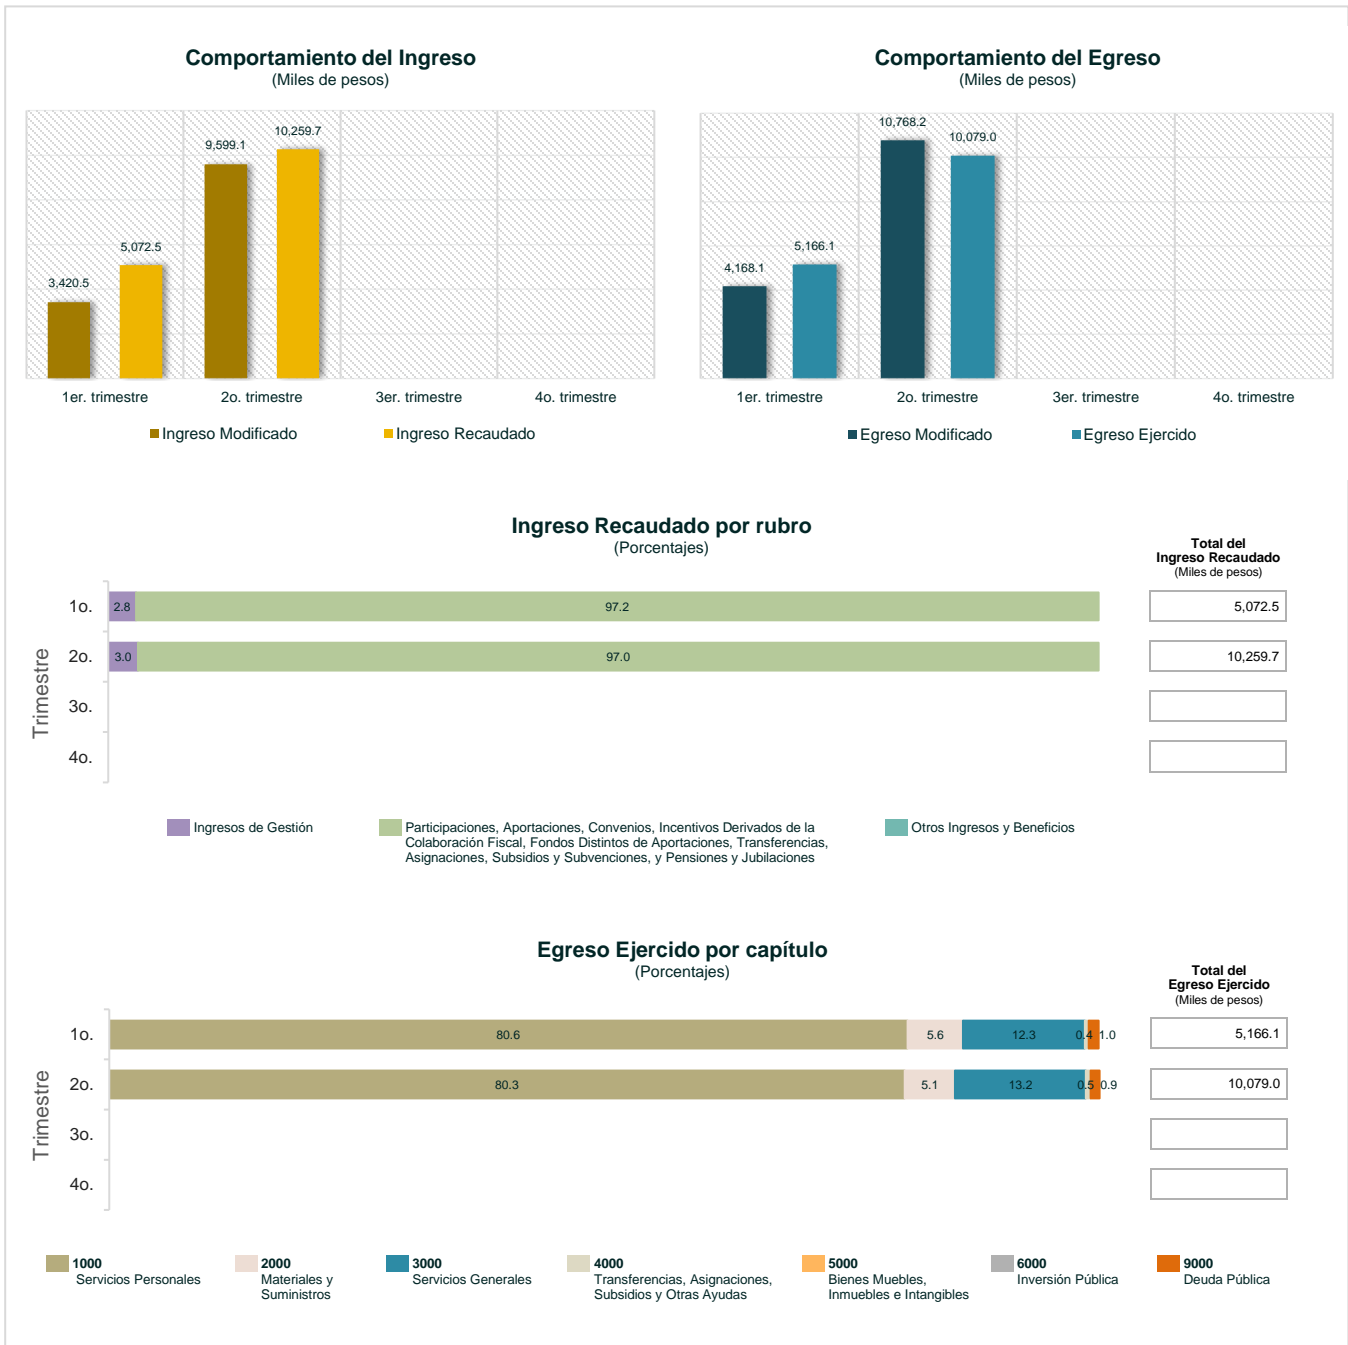 Comportamiento del Ingreso
(Miles de pesos)
3,420.5
5,072.5
9,599.1
10,259.7
1er. trimestre
2o. trimestre
3er. trimestre
4o. trimestre
Ingreso Modificado
Ingreso Recaudado
Comportamiento del Egreso
(Miles de pesos)
4,168.1
5,166.1
10,768.2
10,079.0
1er. trimestre
2o. trimestre
3er. trimestre
4o. trimestre
Egreso Modificado
Egreso Ejercido
Ingreso Recaudado por rubro
(Porcentajes)
Total del
Ingreso Recaudado
(Miles de pesos)
Trimestre
1o.
2.8
97.2
5,072.5
2o.
3.0
97.0
10,259.7
3o.
4o.
Ingresos de Gestión
Participaciones, Aportaciones, Convenios, Incentivos Derivados de la
Colaboración Fiscal, Fondos Distintos de Aportaciones, Transferencias,
Asignaciones, Subsidios y Subvenciones, y Pensiones y Jubilaciones
Otros Ingresos y Beneficios
Egreso Ejercido por capítulo
(Porcentajes)
Total del
Egreso Ejercido
(Miles de pesos)
Trimestre
1o.
80.6
5.6
12.3
0.4
1.0
5,166.1
2o.
80.3
5.1
13.2
0.5
0.9
10,079.0
3o.
4o.
1000
Servicios Personales
2000
Materiales y
Suministros
3000
Servicios Generales
4000
Transferencias, Asignaciones,
Subsidios y Otras Ayudas
5000
Bienes Muebles,
Inmuebles e Intangibles
6000
Inversión Pública
9000
Deuda Pública